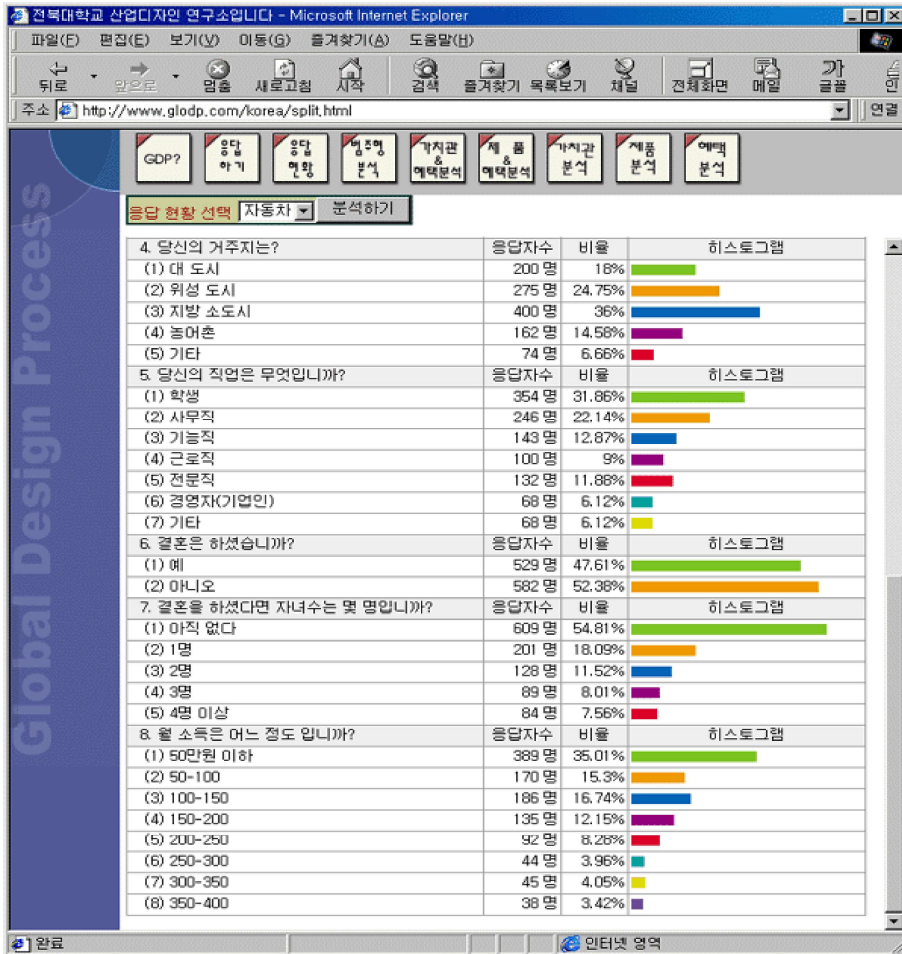 전북대학교 산업디자인 연구소입니다 - Microsoft Internet Explorer
파일(F) 편집(E) 보기(V) 이동(G) 즐겨찾기(A) 도움말(H)
뒤로 앞으로 멈춤 새로고침 시작 검색 즐겨찾기 목록보기 채널 전체화면 메일 글꼴 인
주소 http://www.glodp.com/korea/split.html 연결
GDP? 응답 하기 응답 현황 범주형 분석 가치관 & 혜택분석 제 품 & 혜택분석 가치관 분석 제품 분석 혜택 분석
응답 현황 선택 자동차 분석하기
Global Design Process
4. 당신의 거주지는? 응답자수 비율 히스토그램
(1) 대 도시 200 명 18%
(2) 위성 도시 275 명 24.75%
(3) 지방 소도시 400 명 36%
(4) 농어촌 162 명 14.58%
(5) 기타 74 명 6.66%
5. 당신의 직업은 무엇입니까? 응답자수 비율 히스토그램
(1) 학생 354 명 31.86%
(2) 사무직 246 명 22.14%
(3) 기능직 143 명 12.87%
(4) 근로직 100 명 9%
(5) 전문직 132 명 11.88%
(6) 경영자(기업인) 68 명 6.12%
(7) 기타 68 명 6.12%
6. 결혼은 하셨습니까? 응답자수 비율 히스토그램
(1) 예 529 명 47.61%
(2) 아니오 582 명 52.38%
7. 결혼을 하셨다면 자녀수는 몇 명입니까? 응답자수 비율 히스토그램
(1) 아직 없다 609 명 54.81%
(2) 1명 201 명 18.09%
(3) 2명 128 명 11.52%
(4) 3명 89 명 8.01%
(5) 4명 이상 84 명 7.56%
8. 월 소득은 어느 정도 입니까? 응답자수 비율 히스토그램
(1) 50만원 이하 389 명 35.01%
(2) 50-100 170 명 15.3%
(3) 100-150 186 명 16.74%
(4) 150-200 135 명 12.15%
(5) 200-250 92 명 8.28%
(6) 250-300 44 명 3.96%
(7) 300-350 45 명 4.05%
(8) 350-400 38 명 3.42%
완료 인터넷 영역